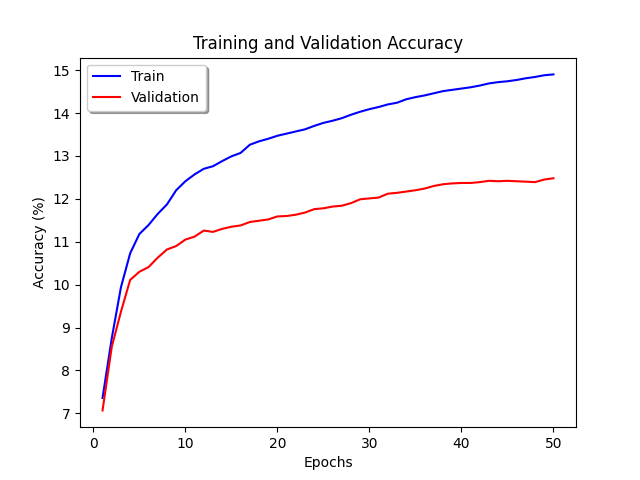 Training and Validation Accuracy
Train
Validation
Accuracy (%)
15
14
13
12
11
10
9
8
7
0 10 20 30 40 50
Epochs